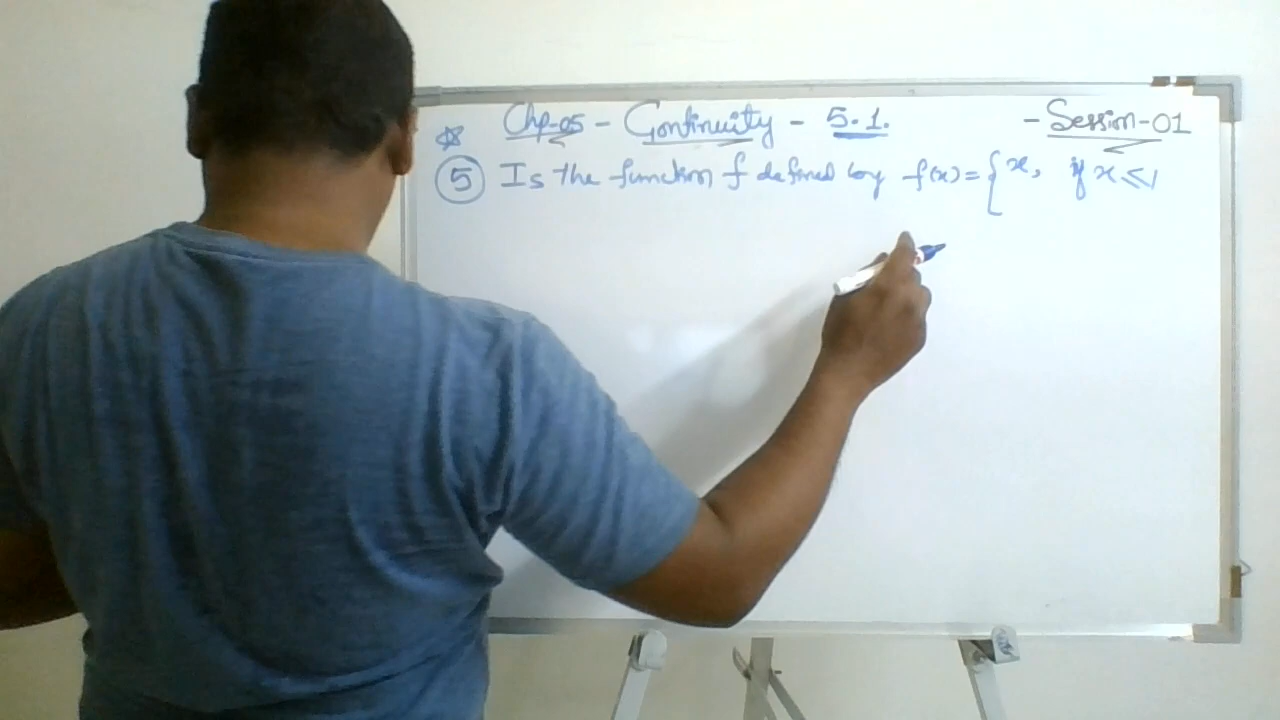 Chp-05 - Continuity - 5.1. - Session-01
5 Is the function f defined by f(x) = { x, if x ≤ 1